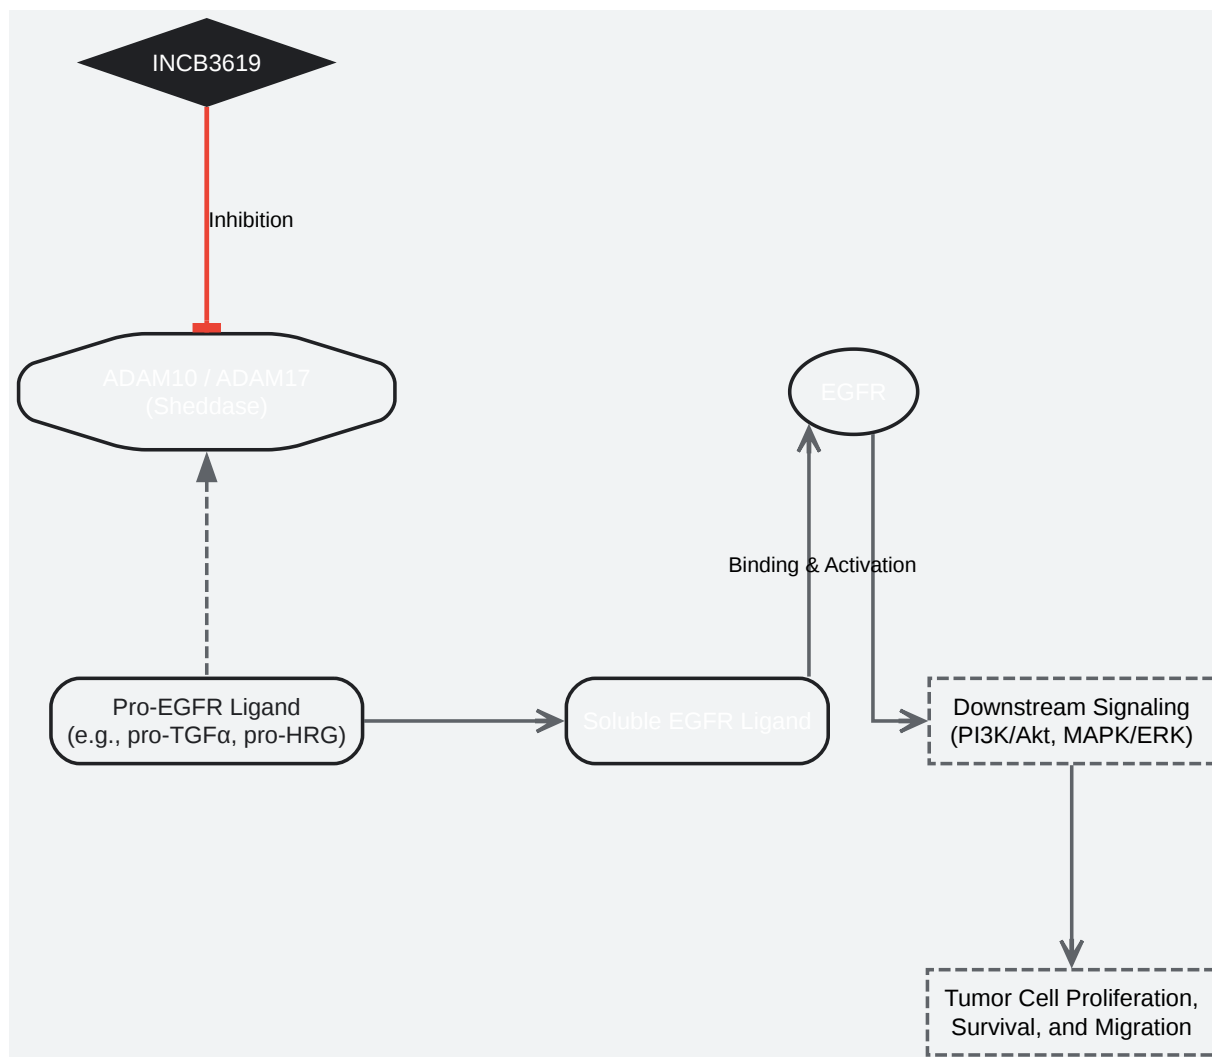 INCB3619
Inhibition
ADAM10 / ADAM17
(Sheddase)
EGFR
Binding & Activation
Pro-EGFR Ligand
(e.g., pro-TGFα, pro-HRG)
Soluble EGFR Ligand
Downstream Signaling
(PI3K/Akt, MAPK/ERK)
Tumor Cell Proliferation,
Survival, and Migration